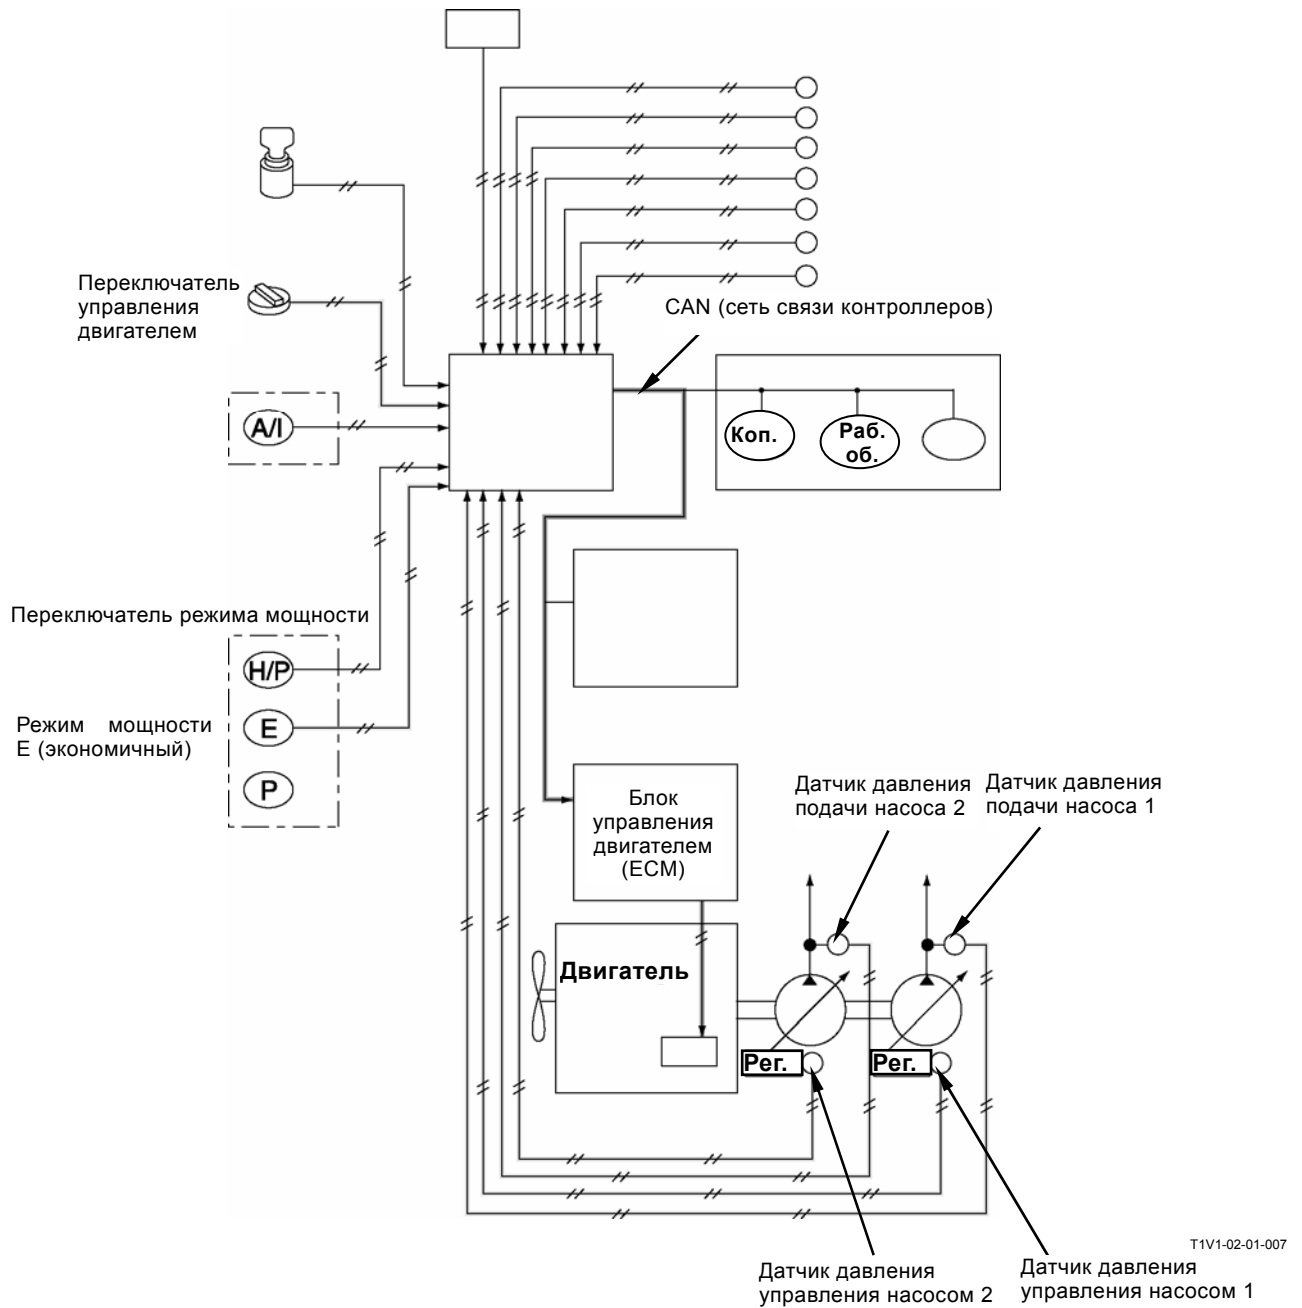 Переключатель
управления
двигателем
CAN (сеть связи контроллеров)
A/I
Коп.
Раб.
об.
Переключатель режима мощности
H/P
Режим мощности
E (экономичный)
E
P
Блок
управления
двигателем
(ECM)
Датчик давления
подачи насоса 2
Датчик давления
подачи насоса 1
Двигатель
Рег.
Рег.
T1V1-02-01-007
Датчик давления
управления насосом 2
Датчик давления
управления насосом 1